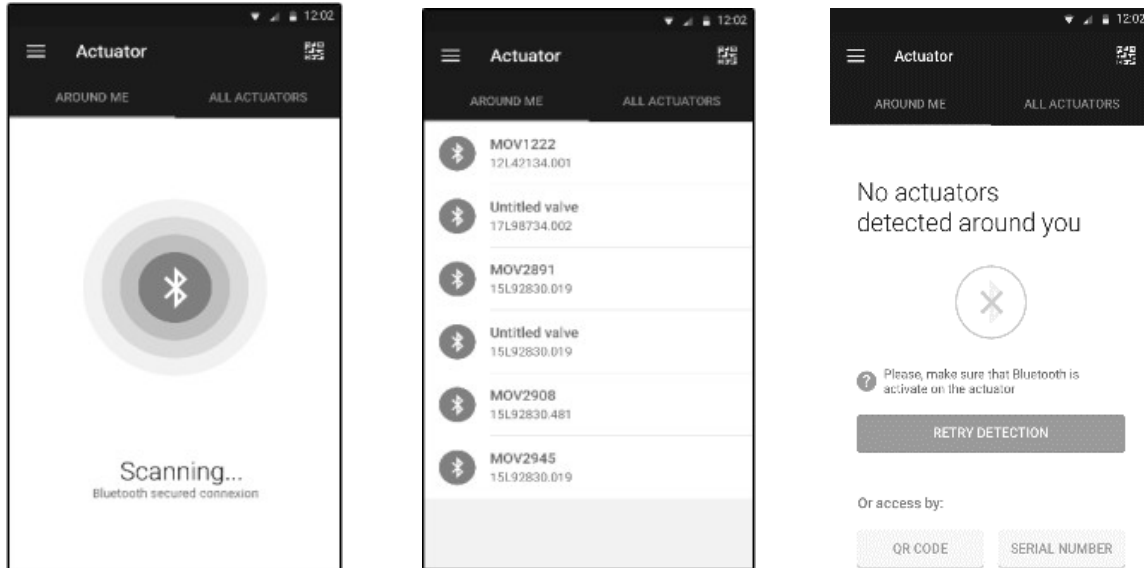 12:02
Actuator
AROUND ME ALL ACTUATORS
Scanning...
Bluetooth secured connexion
12:02
Actuator
AROUND ME ALL ACTUATORS
MOV1222
12L42134.001
Untitled valve
17L98734.002
MOV2891
15L92830.019
Untitled valve
15L92830.019
MOV2908
15L92830.481
MOV2945
15L92830.019
12:02
Actuator
AROUND ME ALL ACTUATORS
No actuators
detected around you
? Please, make sure that Bluetooth is
activate on the actuator
RETRY DETECTION
Or access by:
QR CODE SERIAL NUMBER